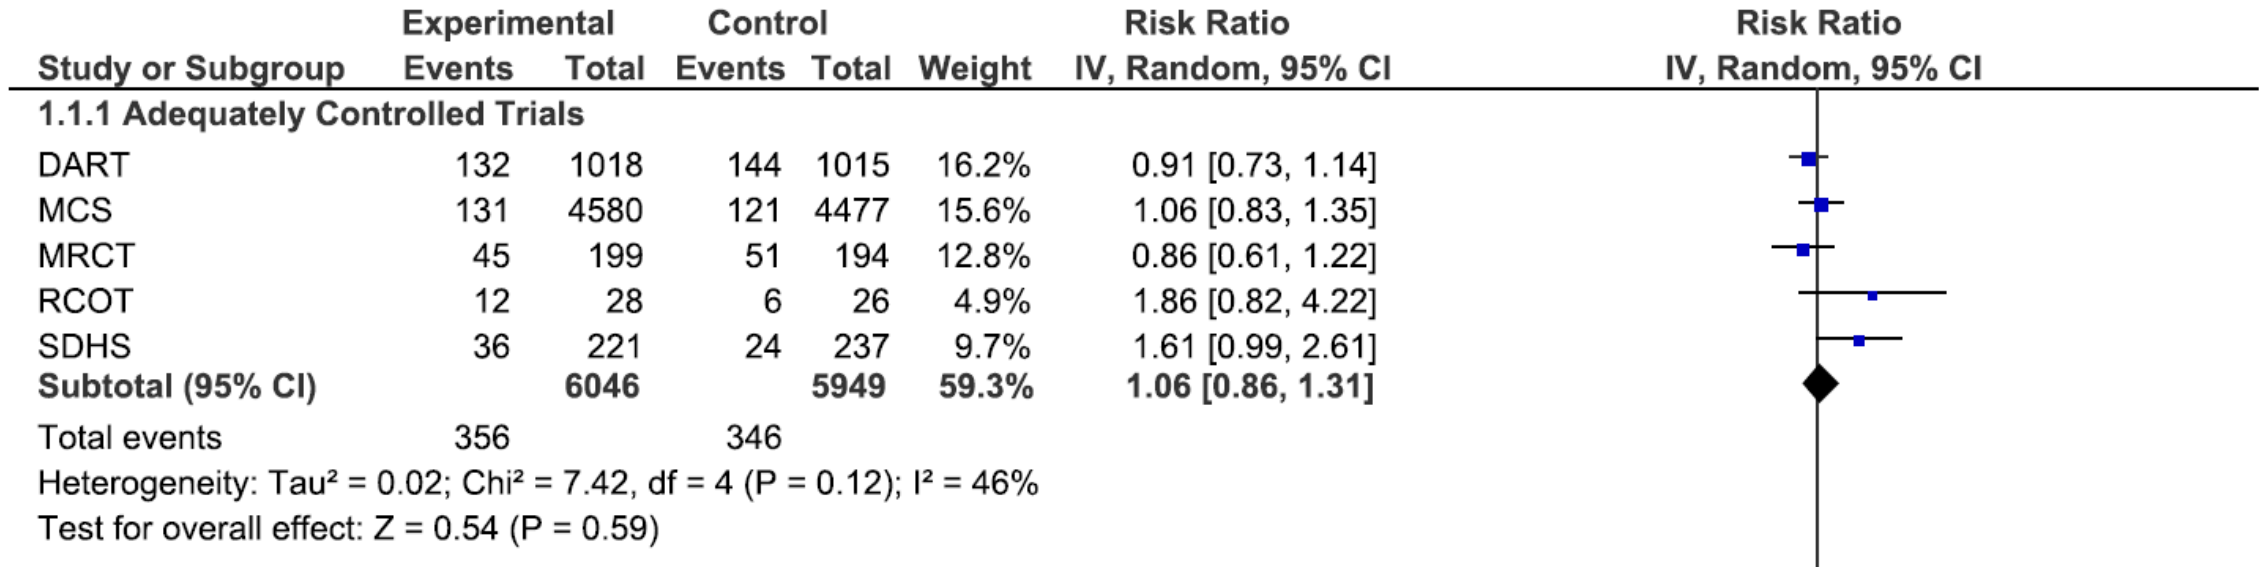 Experimental Control Risk Ratio Risk Ratio
Study or Subgroup Events Total Events Total Weight IV, Random, 95% CI IV, Random, 95% CI
1.1.1 Adequately Controlled Trials
DART 132 1018 144 1015 16.2% 0.91 [0.73, 1.14]
MCS 131 4580 121 4477 15.6% 1.06 [0.83, 1.35]
MRCT 45 199 51 194 12.8% 0.86 [0.61, 1.22]
RCOT 12 28 6 26 4.9% 1.86 [0.82, 4.22]
SDHS 36 221 24 237 9.7% 1.61 [0.99, 2.61]
Subtotal (95% CI) 6046 5949 59.3% 1.06 [0.86, 1.31]
Total events 356 346
Heterogeneity: Tau² = 0.02; Chi² = 7.42, df = 4 (P = 0.12); I² = 46%
Test for overall effect: Z = 0.54 (P = 0.59)